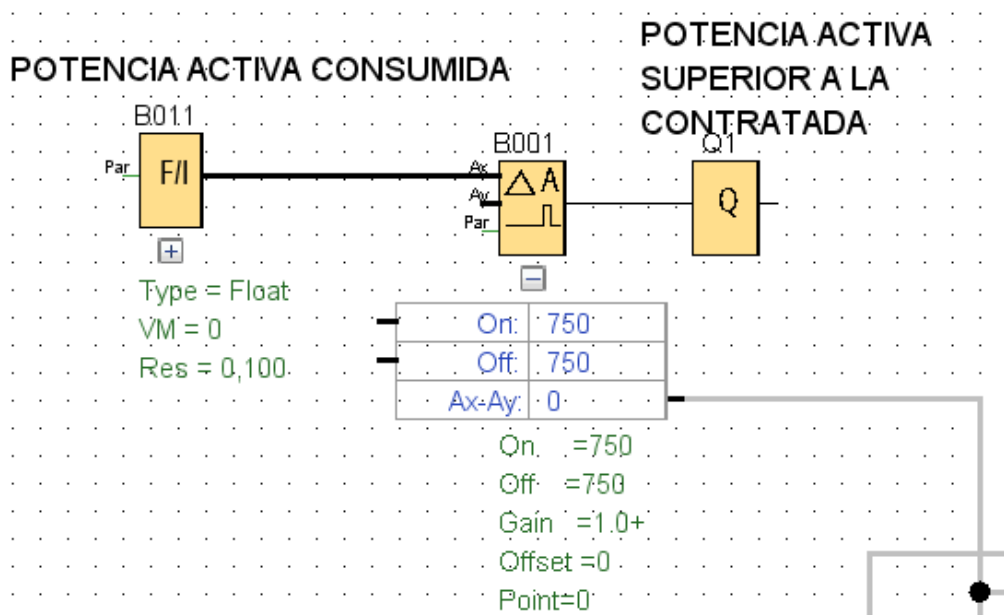 POTENCIA ACTIVA CONSUMIDA
POTENCIA ACTIVA
SUPERIOR A LA
CONTRATADA
B011
Par
F/I
Type = Float
VM = 0
Res = 0,100
B001
Ax
Ay
Par
A
Q1
Q
On: 750
Off: 750
Ax-Ay: 0
On =750
Off =750
Gain =1.0+
Offset =0
Point=0